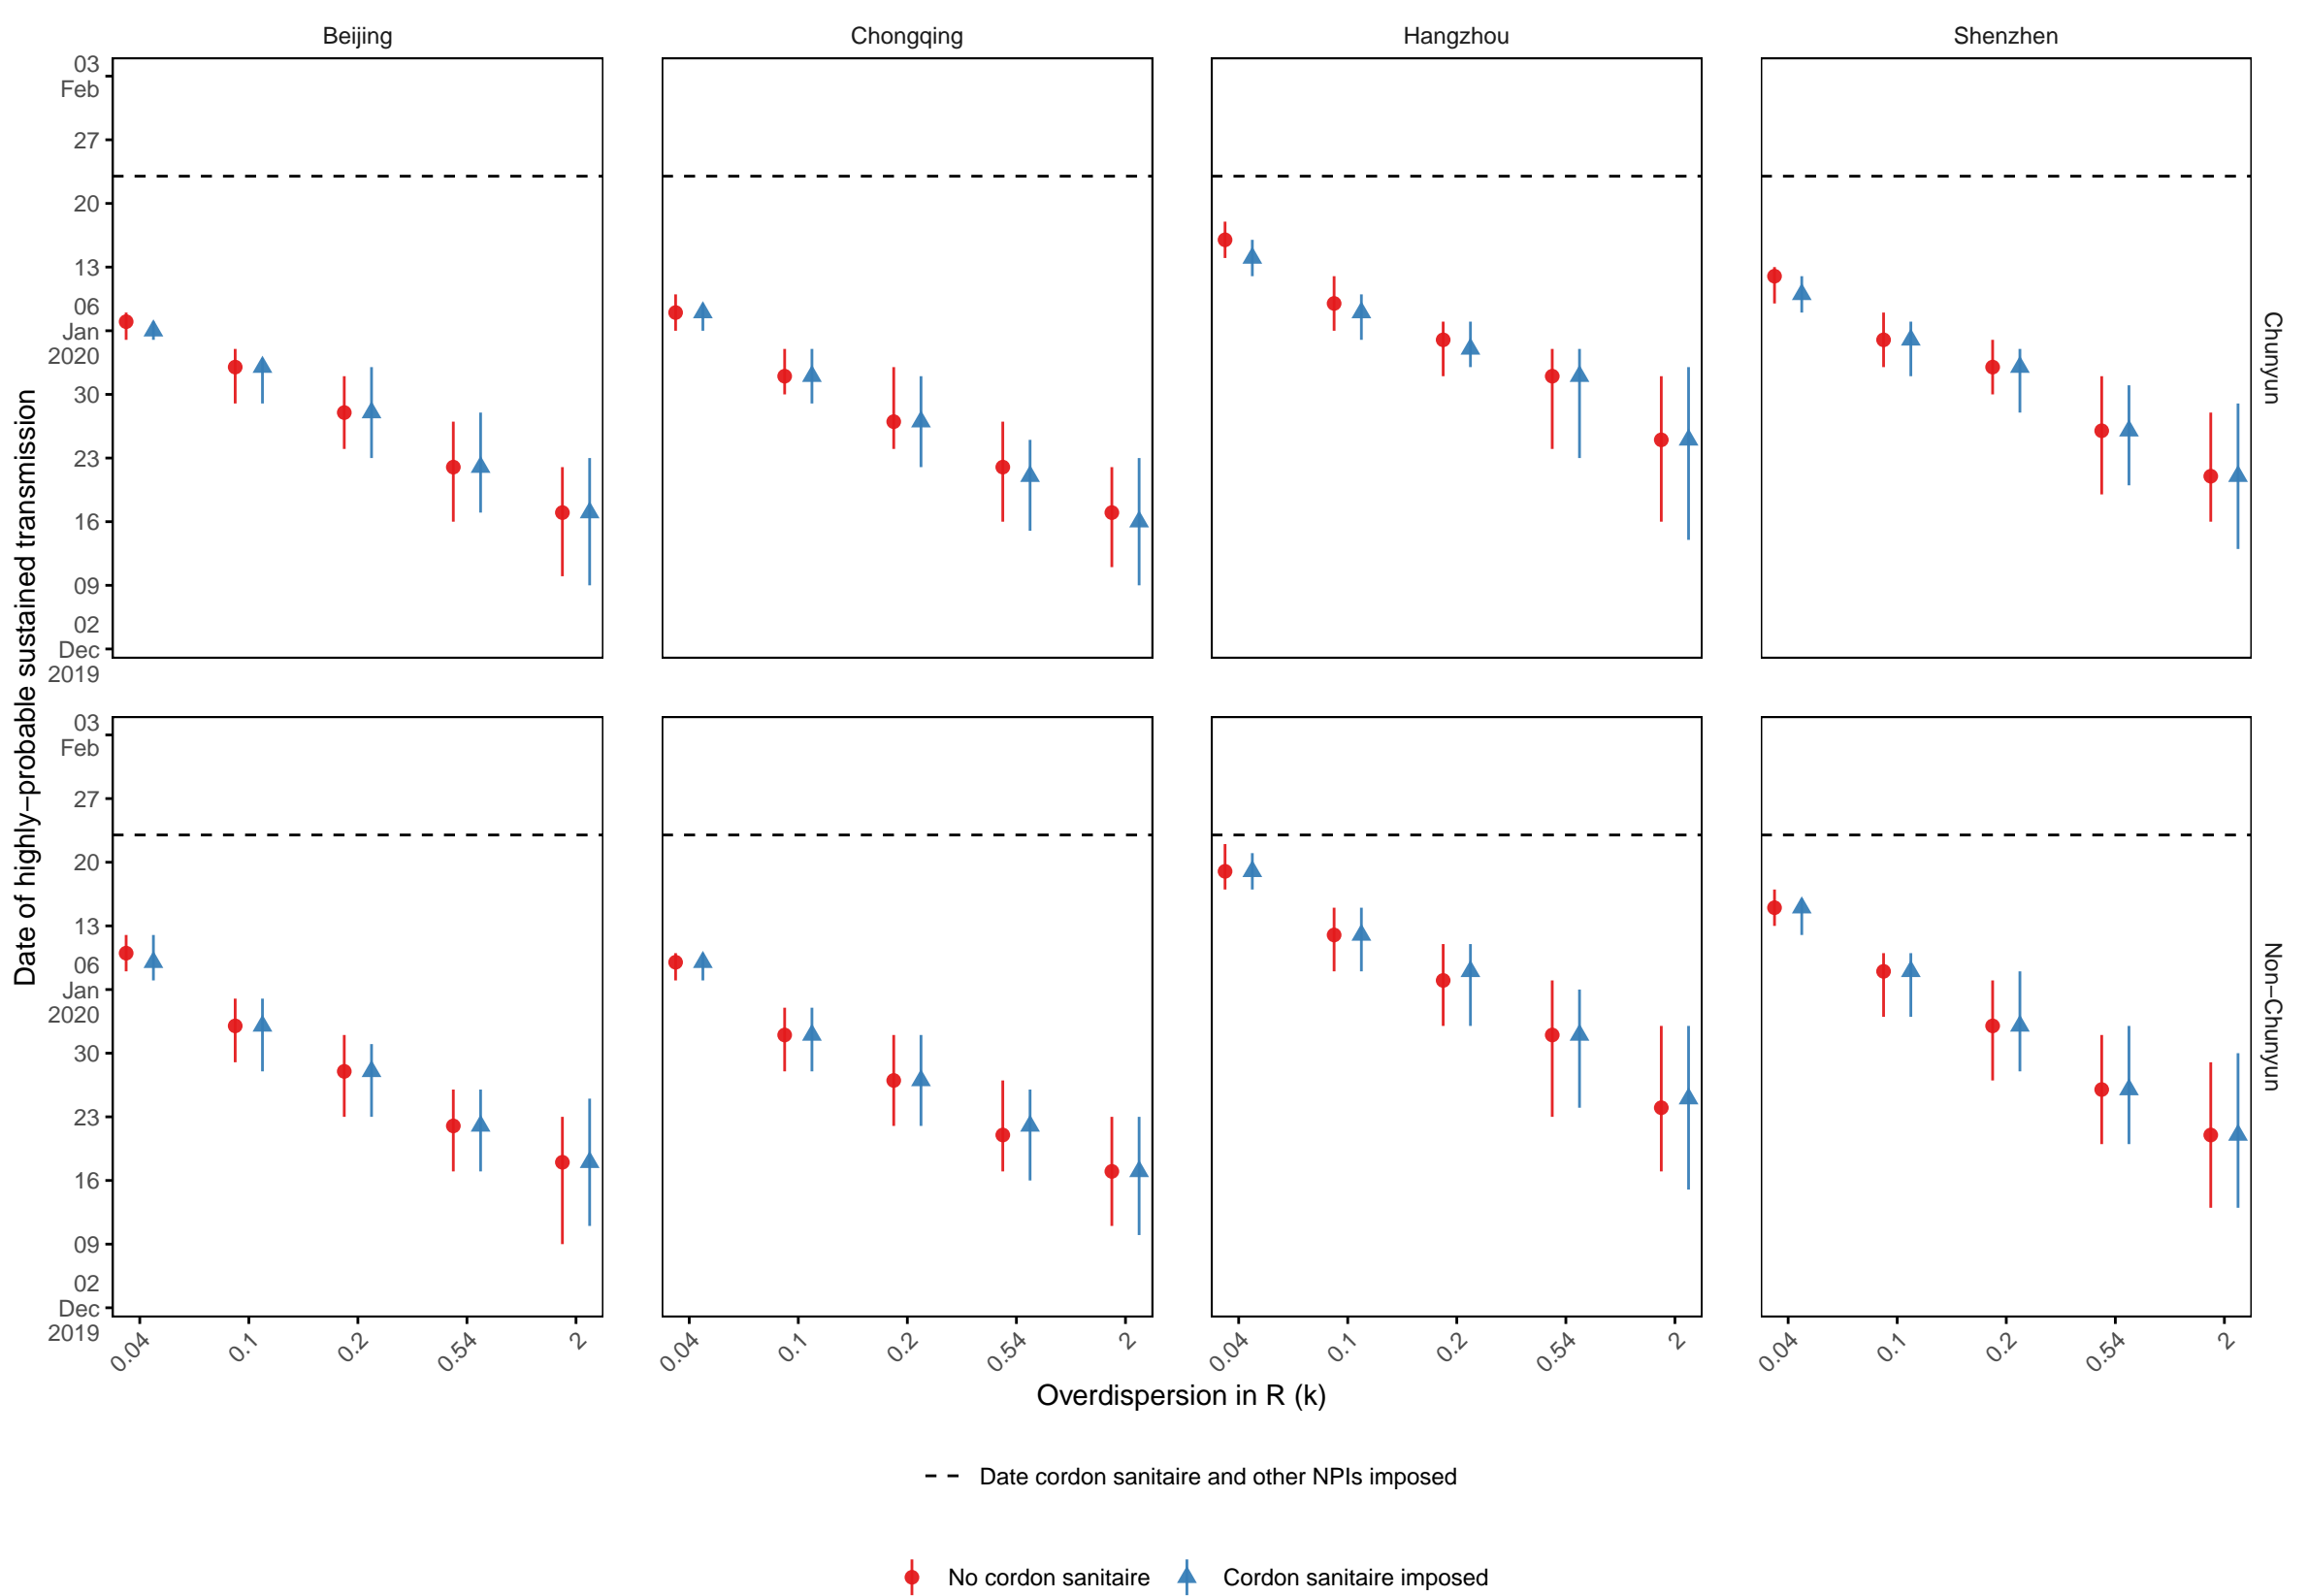 Beijing
Chongqing
Hangzhou
Shenzhen
Date of highly-probable sustained transmission
03
Feb
27
20
13
06
Jan
2020
30
23
16
09
02
Dec
2019
Chunyun
03
Feb
27
20
13
06
Jan
2020
30
23
16
09
02
Dec
2019
Non-Chunyun
0.04 0.1 0.2 0.54 2
0.04 0.1 0.2 0.54 2
0.04 0.1 0.2 0.54 2
0.04 0.1 0.2 0.54 2
Overdispersion in R (k)
Date cordon sanitaire and other NPIs imposed
No cordon sanitaire
Cordon sanitaire imposed